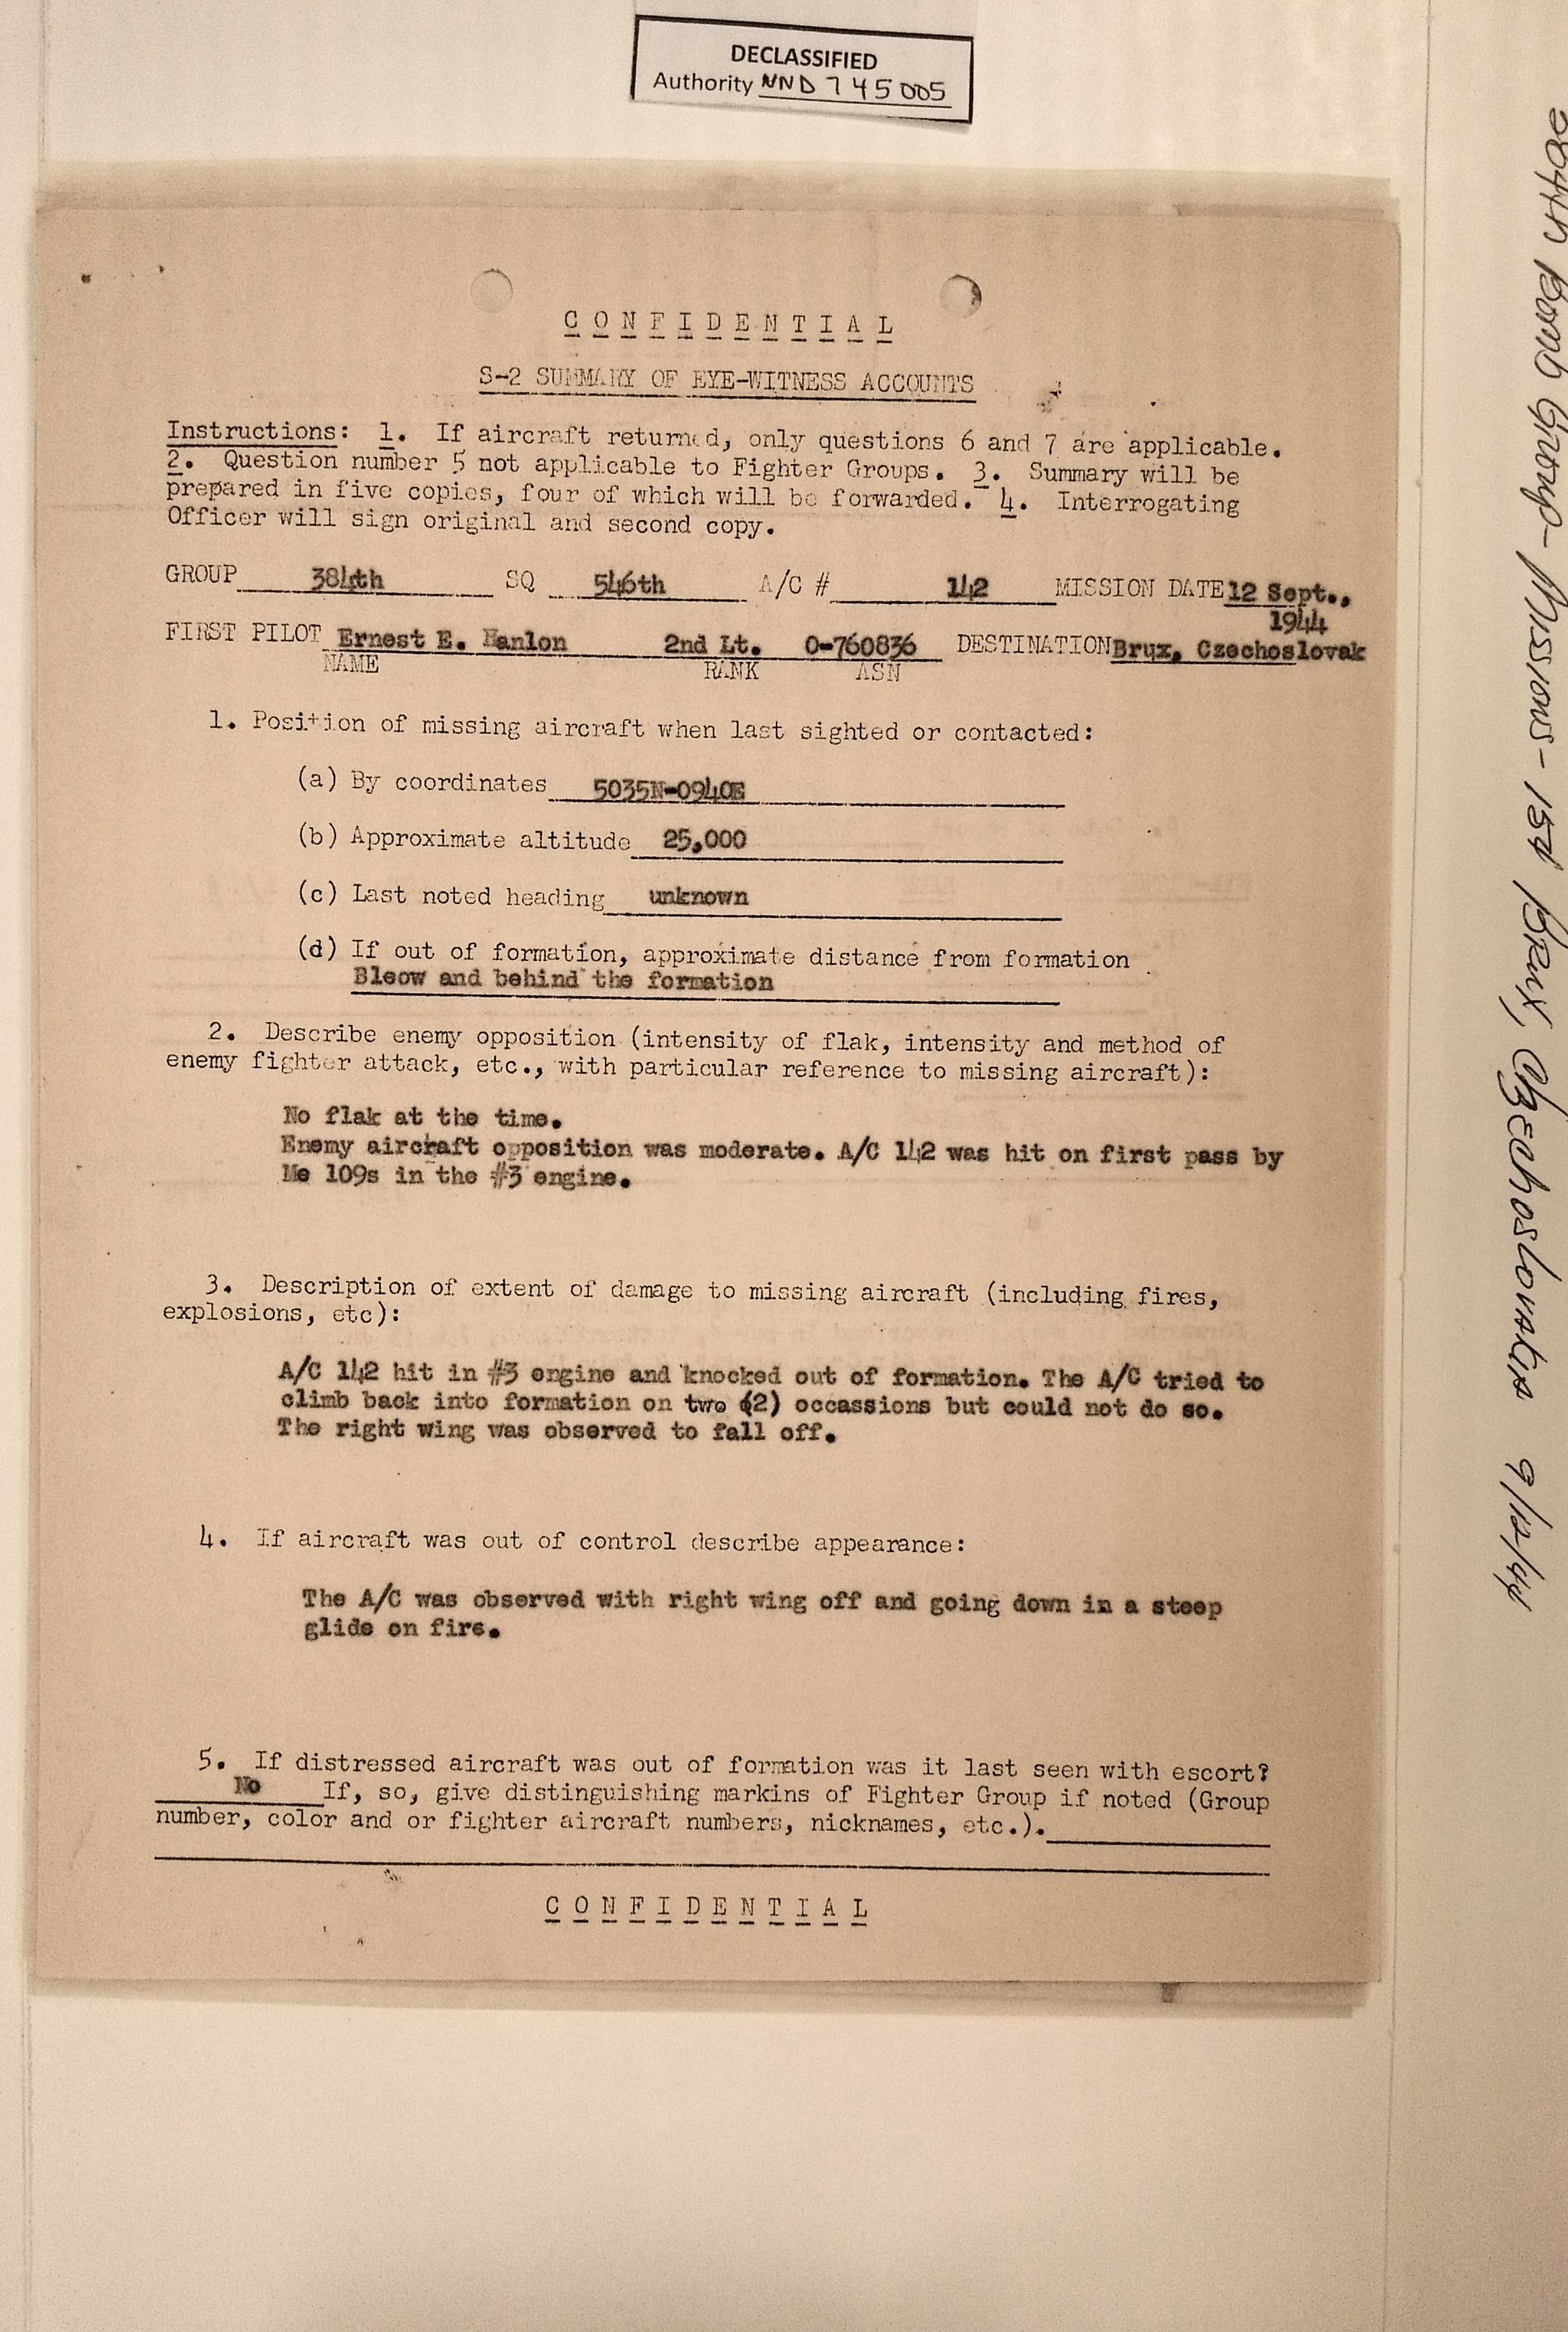 DECLASSIFIED
Authority NND 745005
C O N F I D E N T I A L
S-2 SUMMARY OF EYE-WITNESS ACCOUNTS
Instructions: 1. If aircraft returned, only questions 6 and 7 are applicable.
2. Question number 5 not applicable to Fighter Groups. 3. Summary will be
prepared in five copies, four of which will be forwarded. 4. Interrogating
Officer will sign original and second copy.
GROUP 384th SQ 546th A/C # 142 MISSION DATE 12 Sept.,
1944
FIRST PILOT Ernest E. Hanlon 2nd Lt. O-760836 DESTINATION Brux, Czechoslovak
NAME RANK ASN
1. Position of missing aircraft when last sighted or contacted:
(a) By coordinates 5035N-0940E
(b) Approximate altitude 25,000
(c) Last noted heading unknown
(d) If out of formation, approximate distance from formation
Bleow and behind the formation
2. Describe enemy opposition (intensity of flak, intensity and method of
enemy fighter attack, etc., with particular reference to missing aircraft):
No flak at the time.
Enemy aircraft opposition was moderate. A/C 142 was hit on first pass by
Me 109s in the #3 engine.
3. Description of extent of damage to missing aircraft (including fires,
explosions, etc):
A/C 142 hit in #3 engine and knocked out of formation. The A/C tried to
climb back into formation on two (2) occassions but could not do so.
The right wing was observed to fall off.
4. If aircraft was out of control describe appearance:
The A/C was observed with right wing off and going down in a steep
glide on fire.
5. If distressed aircraft was out of formation was it last seen with escort?
No If, so, give distinguishing markins of Fighter Group if noted (Group
number, color and or fighter aircraft numbers, nicknames, etc.).
C O N F I D E N T I A L
384th Bomb Group - Missions - 1st Brux, Czechoslovakia 9/12/44